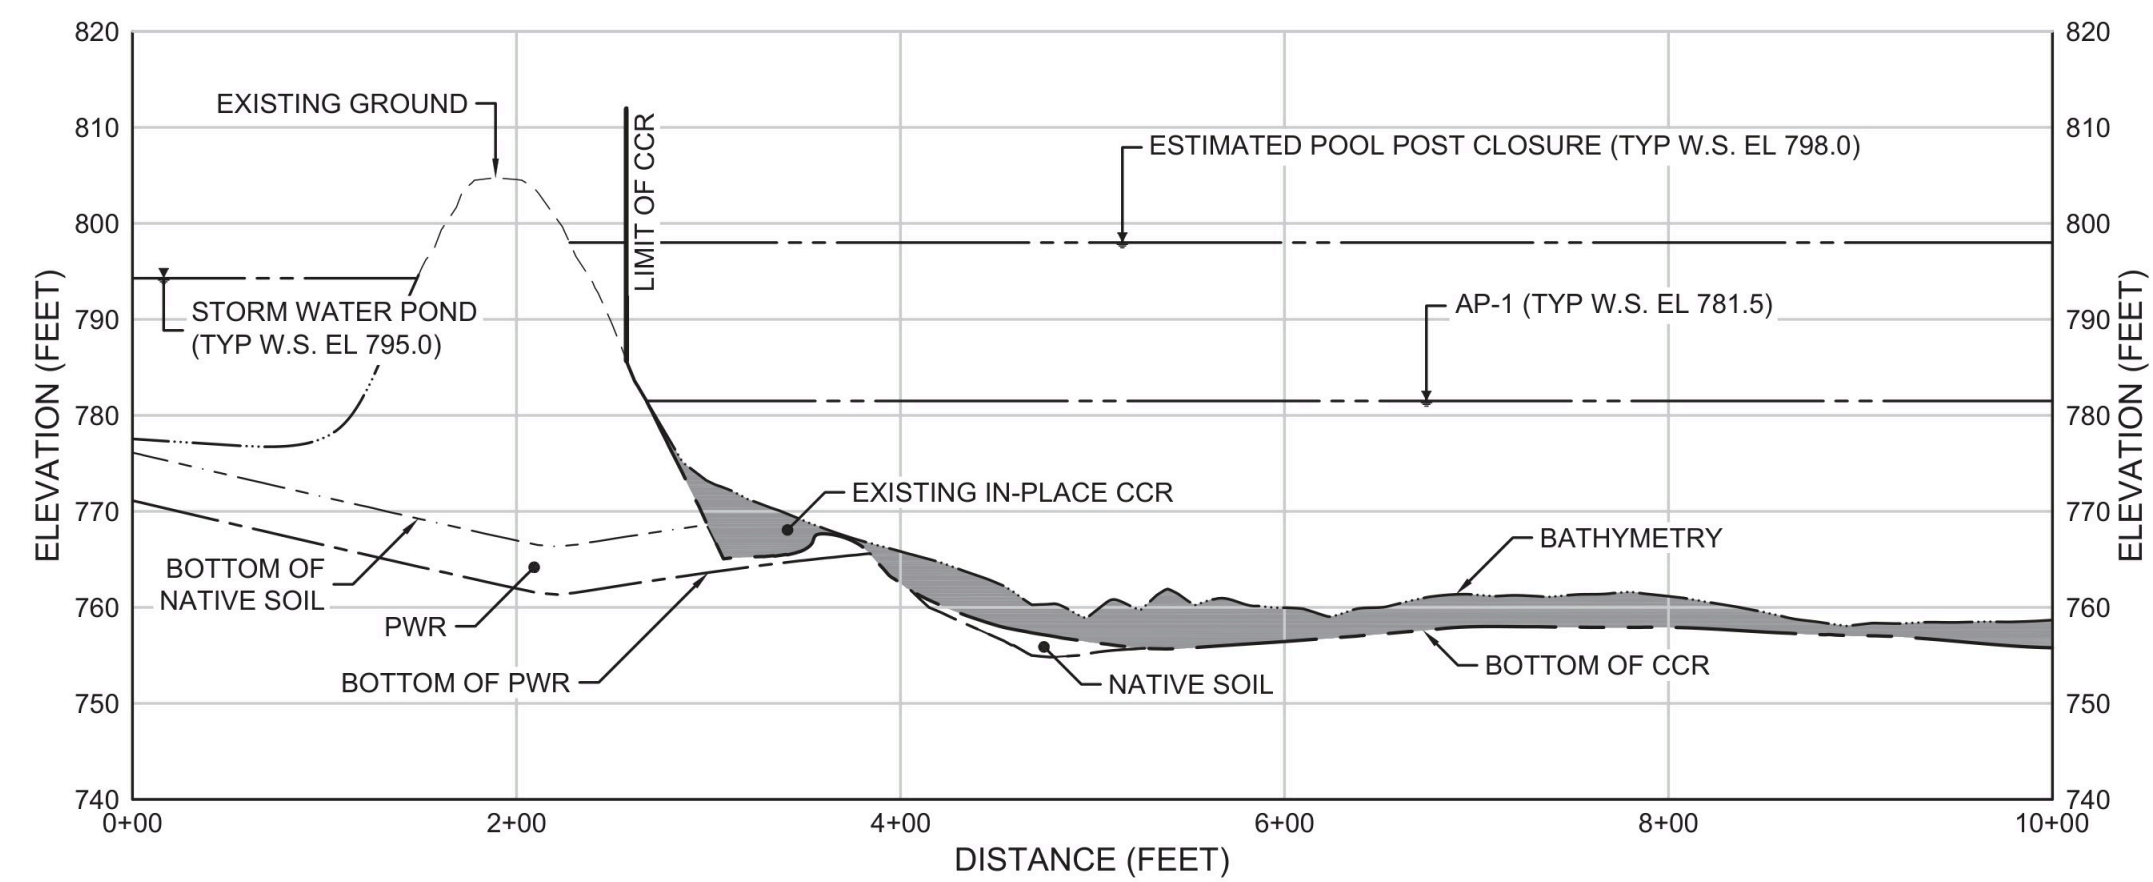 820
820
EXISTING GROUND
810
810
LIMIT OF CCR
ESTIMATED POOL POST CLOSURE (TYP W.S. EL 798.0)
800
800
STORM WATER POND
(TYP W.S. EL 795.0)
AP-1 (TYP W.S. EL 781.5)
790
790
ELEVATION (FEET)
ELEVATION (FEET)
780
780
EXISTING IN-PLACE CCR
770
770
BATHYMETRY
BOTTOM OF
NATIVE SOIL
760
760
PWR
BOTTOM OF PWR
BOTTOM OF CCR
NATIVE SOIL
750
750
740
740
0+00
2+00
4+00
6+00
8+00
10+00
DISTANCE (FEET)